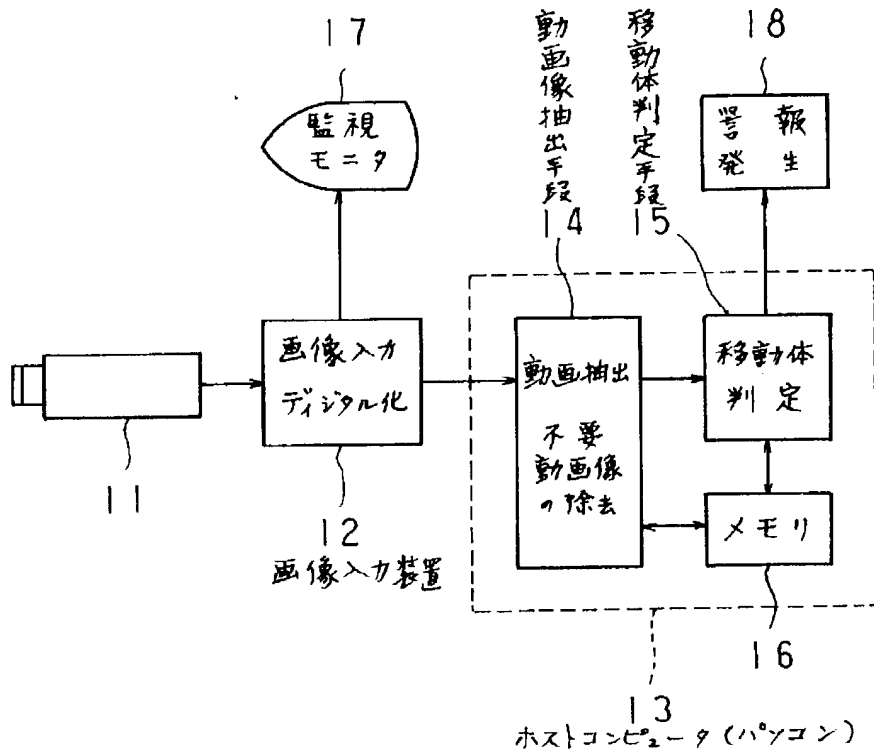 17
監視
モニタ
動画像抽出手段
14
移動体判定手段
15
18
警報
発生
画像入力
ディジタル化
動画抽出
不要
動画像
の除去
移動体
判定
メモリ
11
12
画像入力装置
16
13
ホストコンピュータ(パソコン)